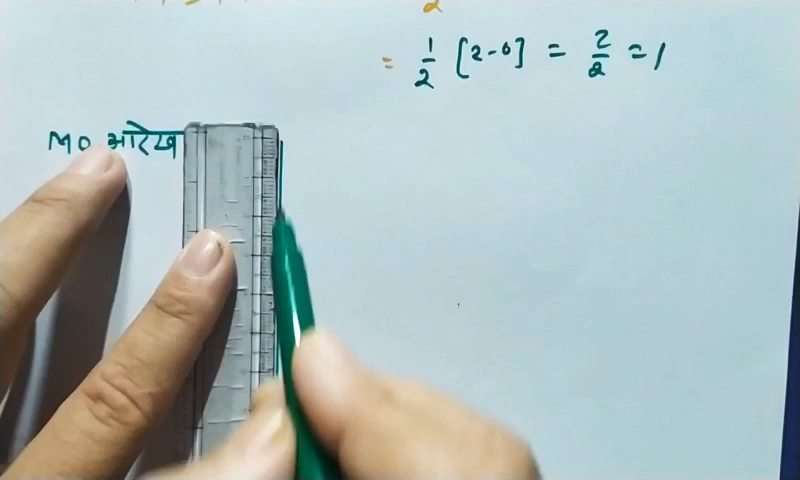 = 1/2 [2-0] = 2/2 = 1
MO आरेख